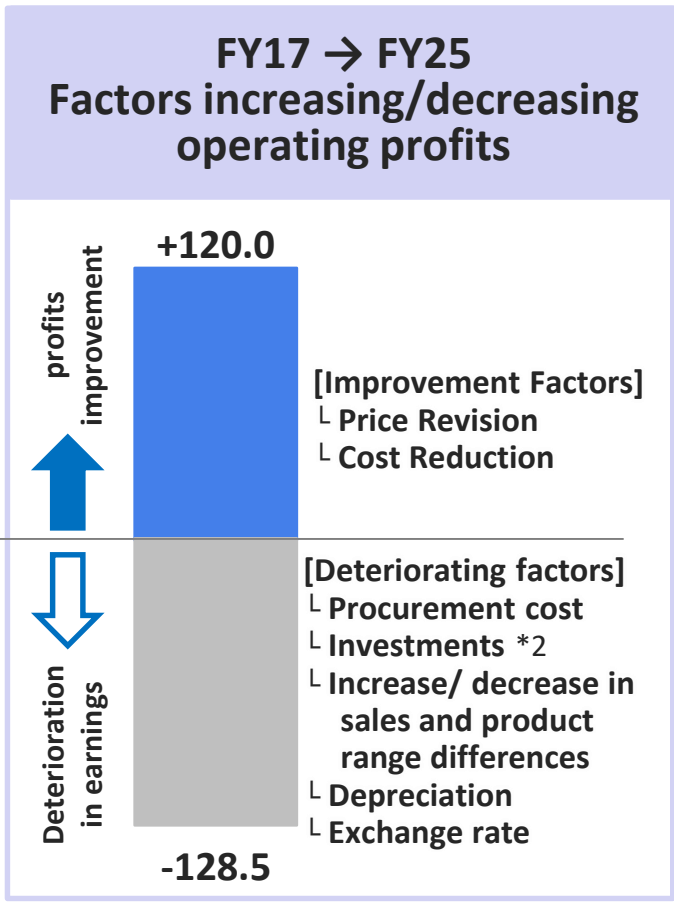 FY17 → FY25
Factors increasing/decreasing
operating profits
+120.0
profits
improvement
[Improvement Factors]
└ Price Revision
└ Cost Reduction
[Deteriorating factors]
└ Procurement cost
└ Investments *2
└ Increase/ decrease in
sales and product
range differences
└ Depreciation
└ Exchange rate
Deterioration
in earnings
-128.5